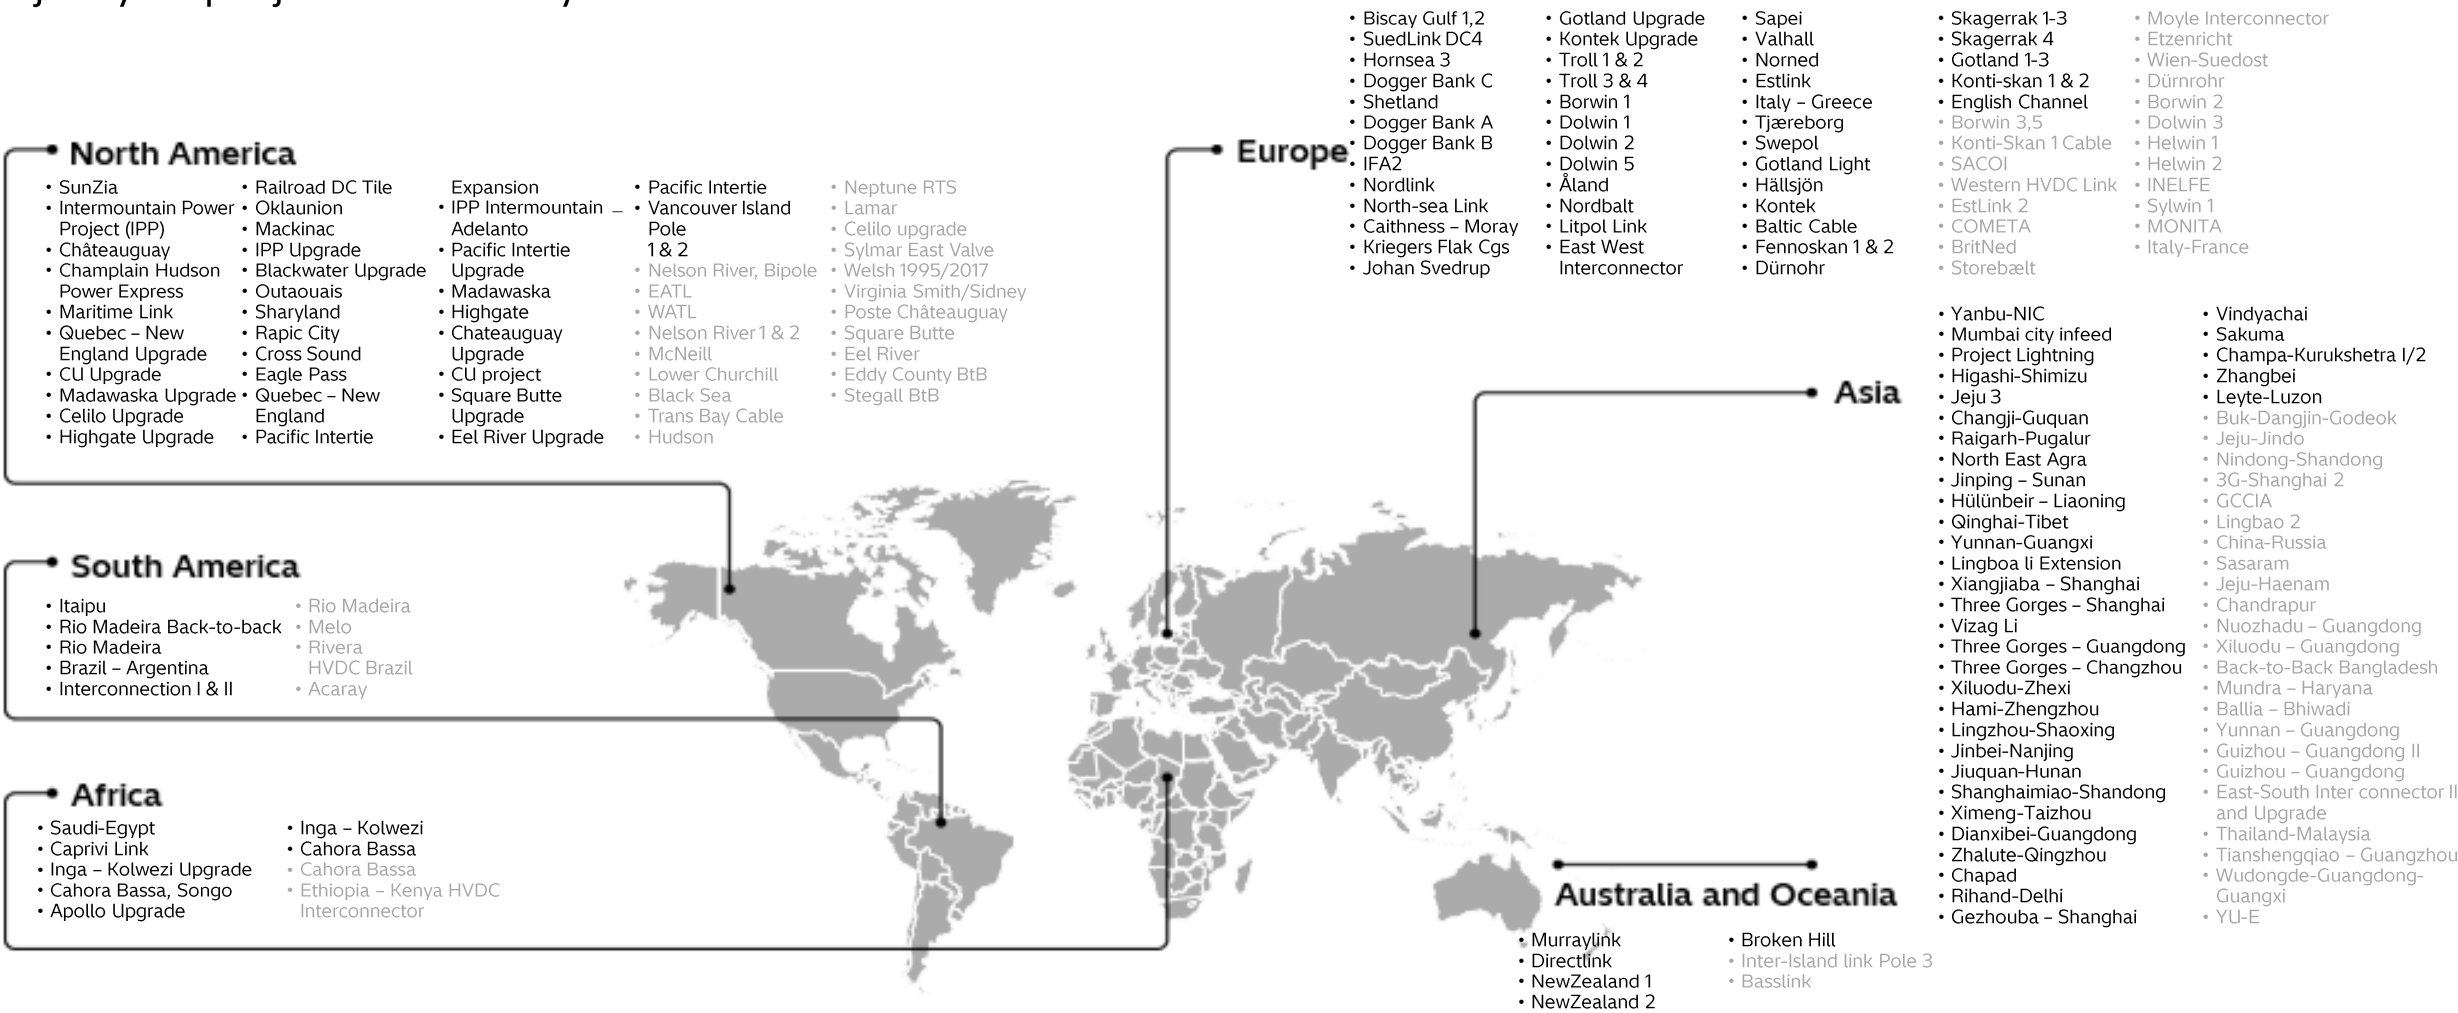 North America
• SunZia
• Intermountain Power
Project (IPP)
• Châteauguay
• Champlain Hudson
Power Express
• Maritime Link
• Quebec – New
England Upgrade
• CU Upgrade
• Madawaska Upgrade
• Celilo Upgrade
• Highgate Upgrade
• Railroad DC Tile
• Oklaunion
• Mackinac
• IPP Upgrade
• Blackwater Upgrade
• Outaouais
• Sharyland
• Rapic City
• Cross Sound
• Eagle Pass
• Quebec – New
England
• Pacific Intertie
Expansion
• IPP Intermountain –
Adelanto
• Pacific Intertie
Upgrade
• Madawaska
• Highgate
• Chateauguay
Upgrade
• CU project
• Square Butte
Upgrade
• Eel River Upgrade
• Pacific Intertie
• Vancouver Island
Pole
1 & 2
• Nelson River, Bipole
• EATL
• WATL
• Nelson River 1 & 2
• McNeill
• Lower Churchill
• Black Sea
• Trans Bay Cable
• Hudson
• Neptune RTS
• Lamar
• Celilo upgrade
• Sylmar East Valve
• Welsh 1995/2017
• Virginia Smith/Sidney
• Poste Châteauguay
• Square Butte
• Eel River
• Eddy County BtB
• Stegall BtB
Europe
• Biscay Gulf 1,2
• SuedLink DC4
• Hornsea 3
• Dogger Bank C
• Shetland
• Dogger Bank A
• Dogger Bank B
• IFA2
• Nordlink
• North-sea Link
• Caithness – Moray
• Kriegers Flak Cgs
• Johan Svedrup
• Gotland Upgrade
• Kontek Upgrade
• Troll 1 & 2
• Troll 3 & 4
• Borwin 1
• Dolwin 1
• Dolwin 2
• Dolwin 5
• Åland
• Nordbalt
• Litpol Link
• East West
Interconnector
• Sapei
• Valhall
• Norned
• Estlink
• Italy – Greece
• Tjæreborg
• Swepol
• Gotland Light
• Hällsjön
• Kontek
• Baltic Cable
• Fennoskan 1 & 2
• Dürnohr
• Skagerrak 1-3
• Skagerrak 4
• Gotland 1-3
• Konti-skan 1 & 2
• English Channel
• Borwin 3,5
• Konti-Skan 1 Cable
• SACOI
• Western HVDC Link
• EstLink 2
• COMETA
• BritNed
• Storebælt
• Moyle Interconnector
• Etzenricht
• Wien-Suedost
• Dürnrohr
• Borwin 2
• Dolwin 3
• Helwin 1
• Helwin 2
• INELFE
• Sylwin 1
• MONITA
• Italy-France
Asia
• Yanbu-NIC
• Mumbai city infeed
• Project Lightning
• Higashi-Shimizu
• Jeju 3
• Changji-Guquan
• Raigarh-Pugalur
• North East Agra
• Jinping – Sunan
• Hülünbeir – Liaoning
• Qinghai-Tibet
• Yunnan-Guangxi
• Lingboa li Extension
• Xiangjiaba – Shanghai
• Three Gorges – Shanghai
• Vizag Li
• Three Gorges – Guangdong
• Three Gorges – Changzhou
• Xiluodu-Zhexi
• Hami-Zhengzhou
• Lingzhou-Shaoxing
• Jinbei-Nanjing
• Jiuquan-Hunan
• Shanghaimiao-Shandong
• Ximeng-Taizhou
• Dianxibei-Guangdong
• Zhalute-Qingzhou
• Chapad
• Rihand-Delhi
• Gezhouba – Shanghai
• Vindyachai
• Sakuma
• Champa-Kurukshetra I/2
• Zhangbei
• Leyte-Luzon
• Buk-Dangjin-Godeok
• Jeju-Jindo
• Nindong-Shandong
• 3G-Shanghai 2
• GCCIA
• Lingbao 2
• China-Russia
• Sasaram
• Jeju-Haenam
• Chandrapur
• Nuozhadu – Guangdong
• Xiluodu – Guangdong
• Back-to-Back Bangladesh
• Mundra – Haryana
• Ballia – Bhiwadi
• Yunnan – Guangdong
• Guizhou – Guangdong II
• Guizhou – Guangdong
• East-South Inter connector II
and Upgrade
• Thailand-Malaysia
• Tianshengqiao – Guangzhou
• Wudongde-Guangdong-
Guangxi
• YU-E
South America
• Itaipu
• Rio Madeira Back-to-back
• Rio Madeira
• Brazil – Argentina
• Interconnection I & II
• Rio Madeira
• Melo
• Rivera
HVDC Brazil
• Acaray
Africa
• Saudi-Egypt
• Caprivi Link
• Inga – Kolwezi Upgrade
• Cahora Bassa, Songo
• Apollo Upgrade
• Inga – Kolwezi
• Cahora Bassa
• Cahora Bassa
• Ethiopia – Kenya HVDC
Interconnector
Australia and Oceania
• Murraylink
• Directlink
• NewZealand 1
• NewZealand 2
• Broken Hill
• Inter-Island link Pole 3
• Basslink